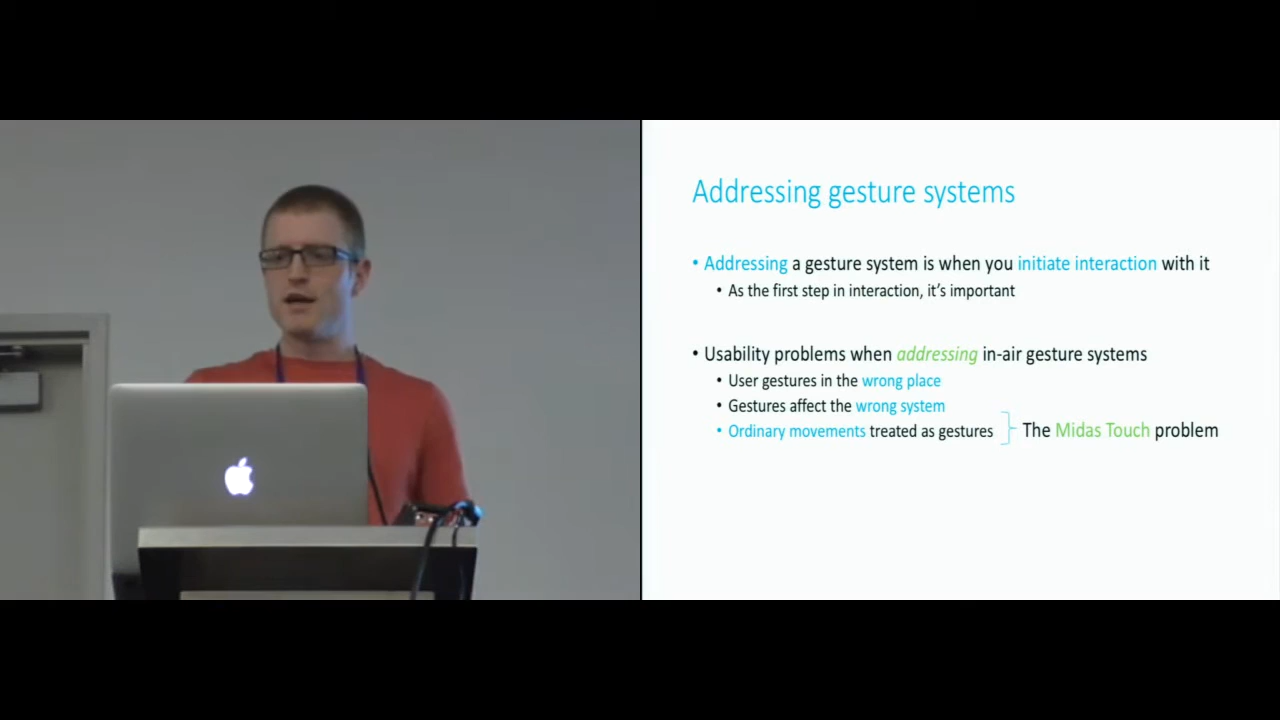 Addressing gesture systems
• Addressing a gesture system is when you initiate interaction with it
• As the first step in interaction, it's important
• Usability problems when addressing in-air gesture systems
• User gestures in the wrong place
• Gestures affect the wrong system
• Ordinary movements treated as gestures The Midas Touch problem